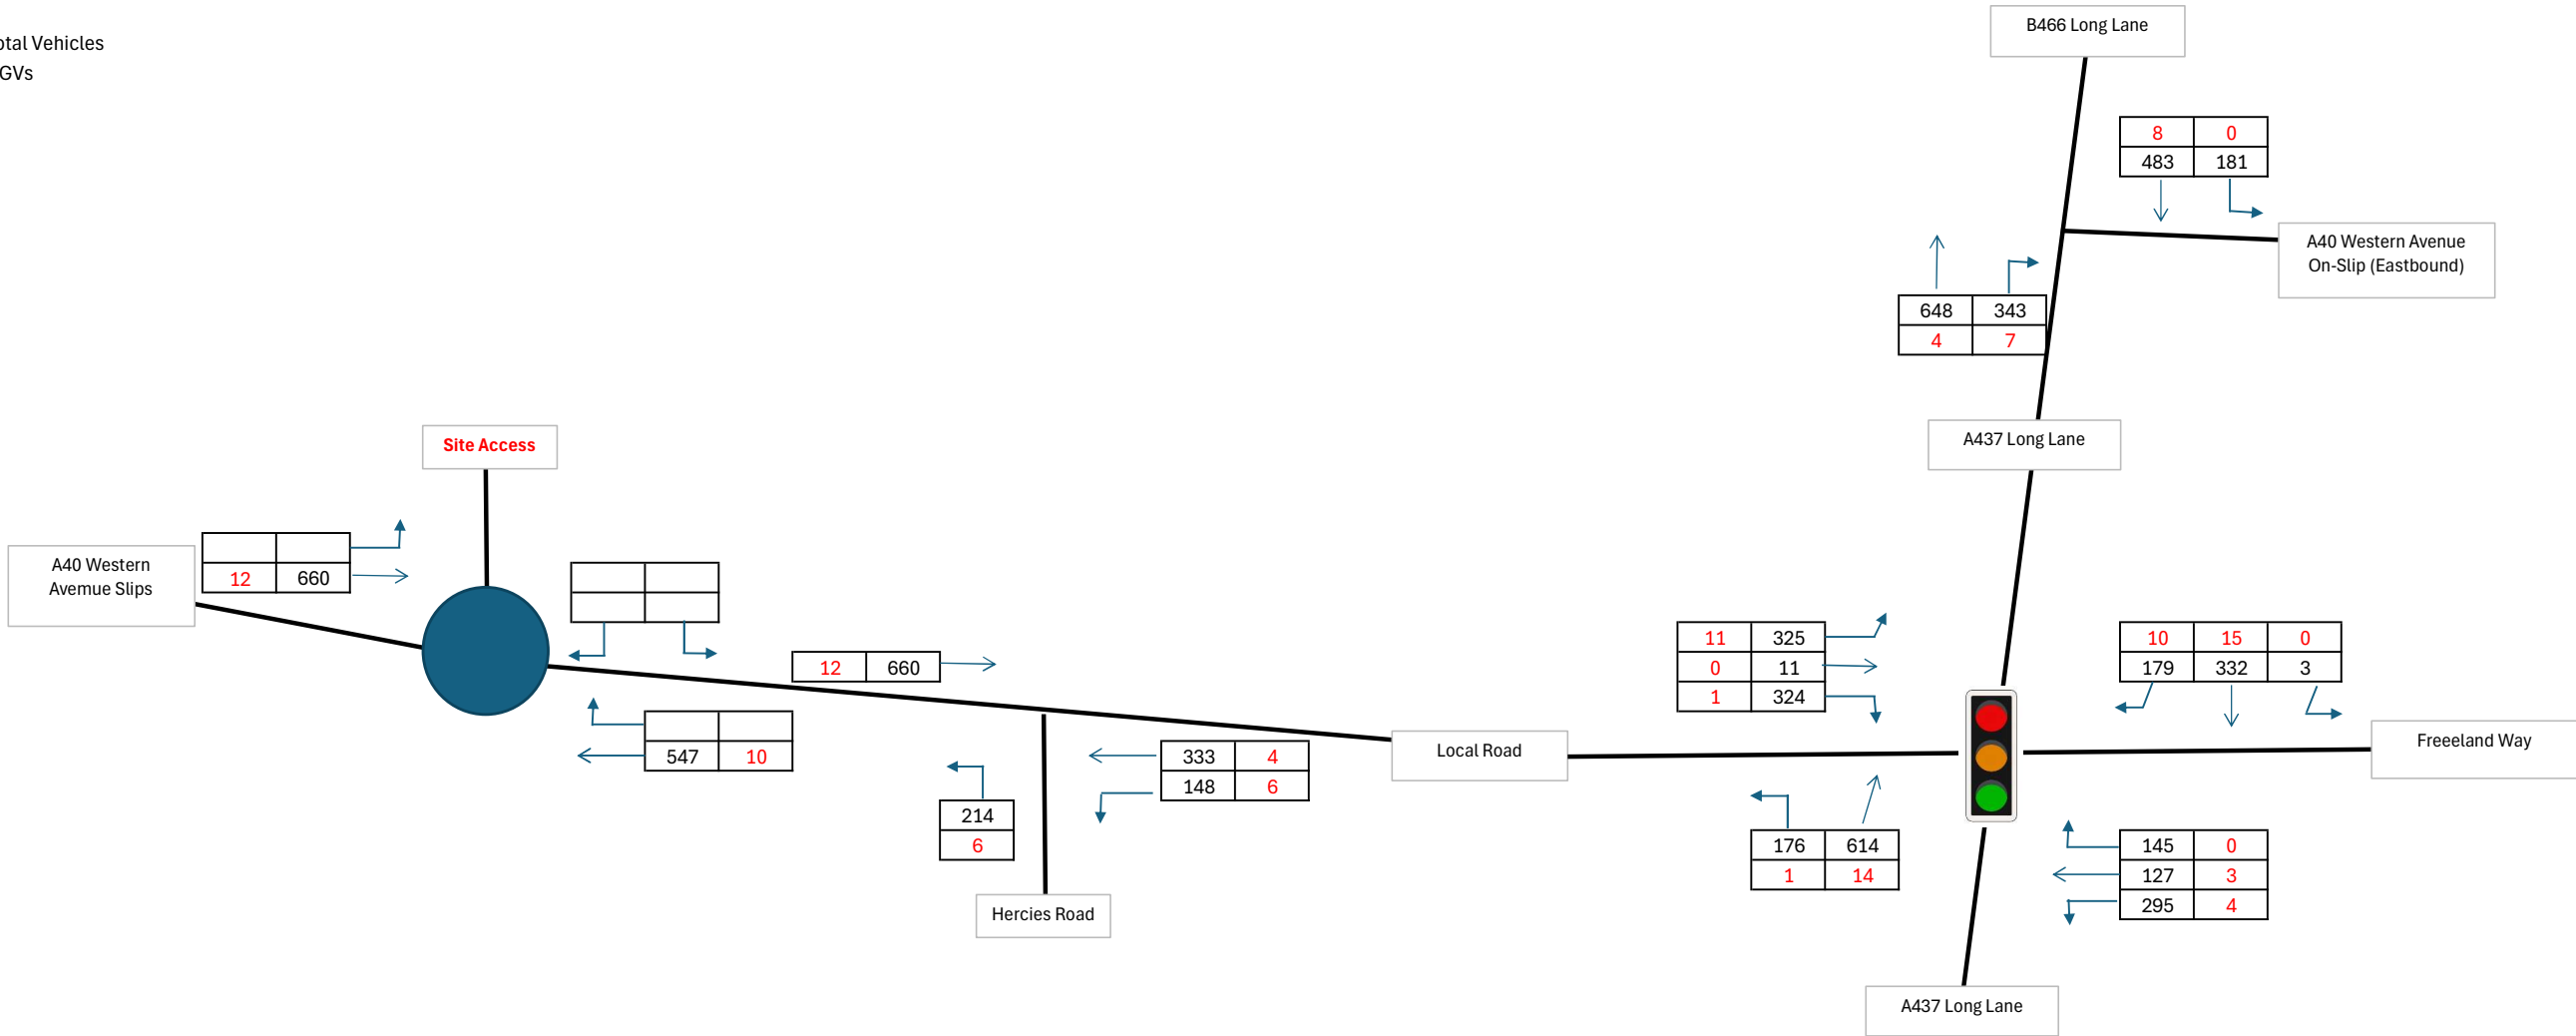 B466 Long Lane
otal Vehicles
GVs
8 0
483 181
A40 Western Avenue
On-Slip (Eastbound)
648 343
4 7
Site Access
A437 Long Lane
A40 Western
Avemue Slips
12 660
12 660
547 10
11 325
0 11
1 324
10 15 0
179 332 3
Local Road
Freeeland Way
333 4
148 6
214
6
176 614
1 14
145 0
127 3
295 4
Hercies Road
A437 Long Lane